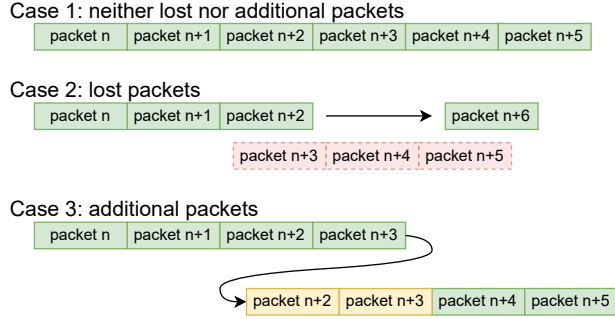 Case 1: neither lost nor additional packets
packet n packet n+1 packet n+2 packet n+3 packet n+4 packet n+5
Case 2: lost packets
packet n packet n+1 packet n+2 packet n+6
packet n+3 packet n+4 packet n+5
Case 3: additional packets
packet n packet n+1 packet n+2 packet n+3
packet n+2 packet n+3 packet n+4 packet n+5